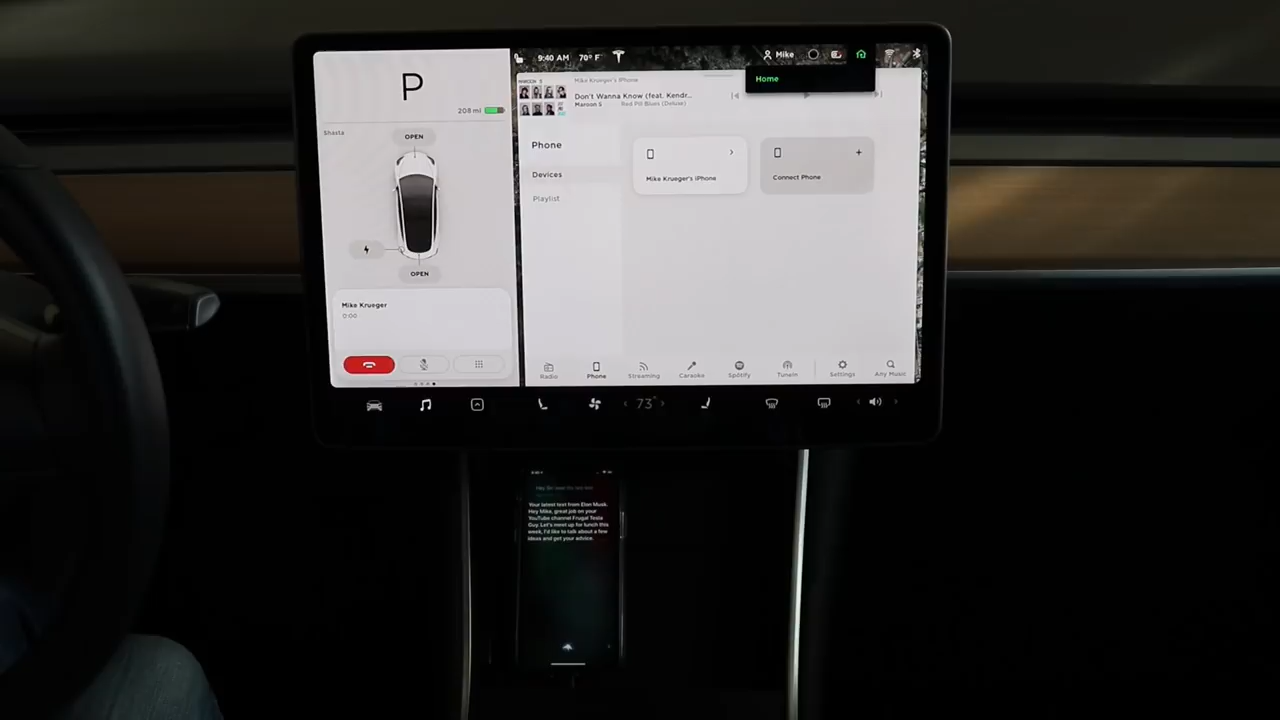 P
208 mi
Shasta
OPEN
OPEN
Mike Krueger
0:00
9:40 AM 70° F
Mike
Home
MAROON 5
Mike Krueger's iPhone
Don't Wanna Know (feat. Kendr...
Maroon 5 Red Pill Blues (Deluxe)
Phone
Devices
Playlist
Mike Krueger's iPhone
Connect Phone
Radio
Phone
Streaming
Caraoke
Spotify
TuneIn
Settings
Any Music
73°
Your latest text from Elon Musk.
Hey Mike, great job on your
YouTube channel Frugal Tesla
Guy. Let's meet up for lunch this
week, I'd like to talk about a few
ideas and get your advice.